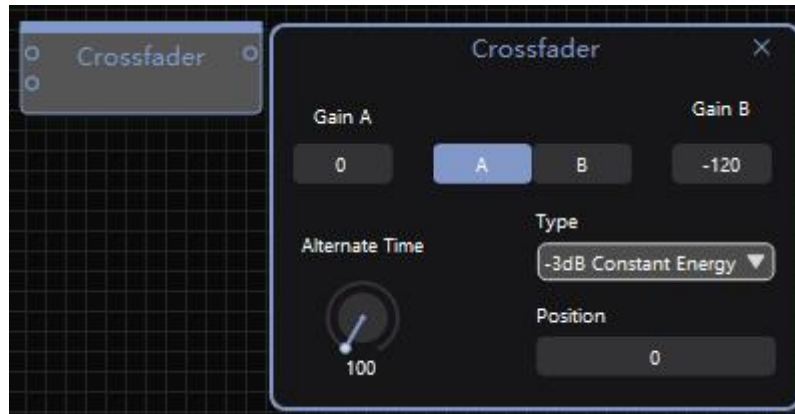 Crossfader
Crossfader
Gain A
Gain B
0
A
B
-120
Type
Alternate Time
-3dB Constant Energy
Position
100
0